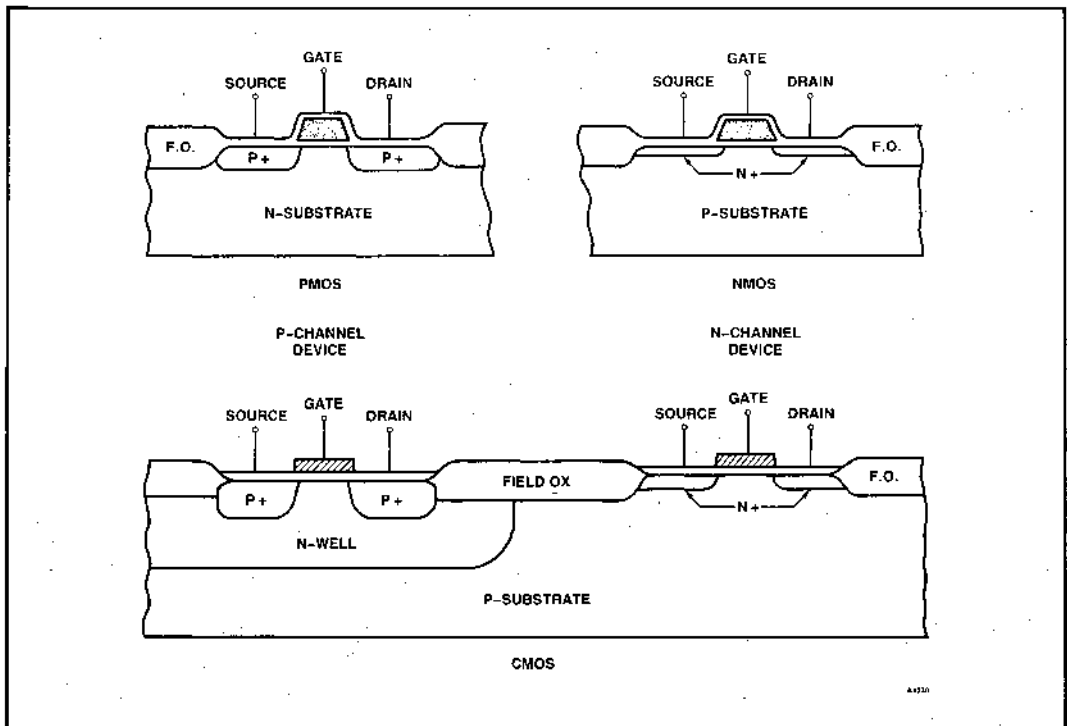 GATE
SOURCE DRAIN
F.O. P+ P+
N-SUBSTRATE
PMOS
GATE
SOURCE DRAIN
F.O.
N+
P-SUBSTRATE
NMOS
P-CHANNEL
DEVICE
N-CHANNEL
DEVICE
GATE
SOURCE DRAIN
P+ P+
N-WELL
FIELD OX
GATE
SOURCE DRAIN
F.O.
N+
P-SUBSTRATE
CMOS